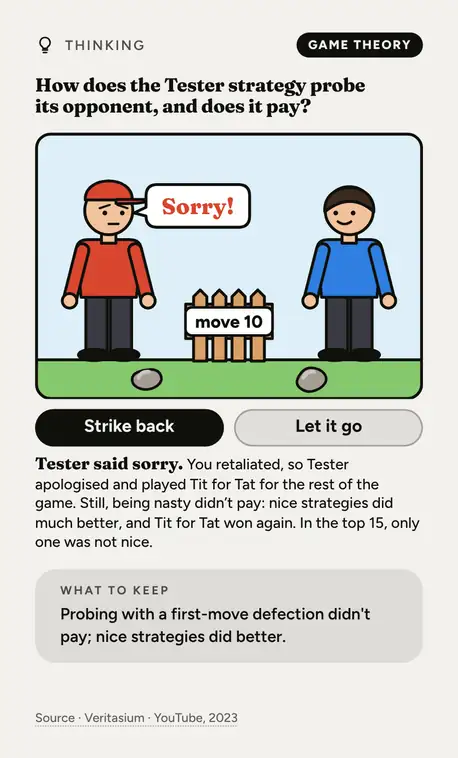 THINKING
GAME THEORY
How does the Tester strategy probe
its opponent, and does it pay?
Sorry!
move 10
Strike back
Let it go
Tester said sorry. You retaliated, so Tester
apologised and played Tit for Tat for the rest of the
game. Still, being nasty didn’t pay: nice strategies did
much better, and Tit for Tat won again. In the top 15, only
one was not nice.
WHAT TO KEEP
Probing with a first-move defection didn't
pay; nice strategies did better.
Source · Veritasium · YouTube, 2023